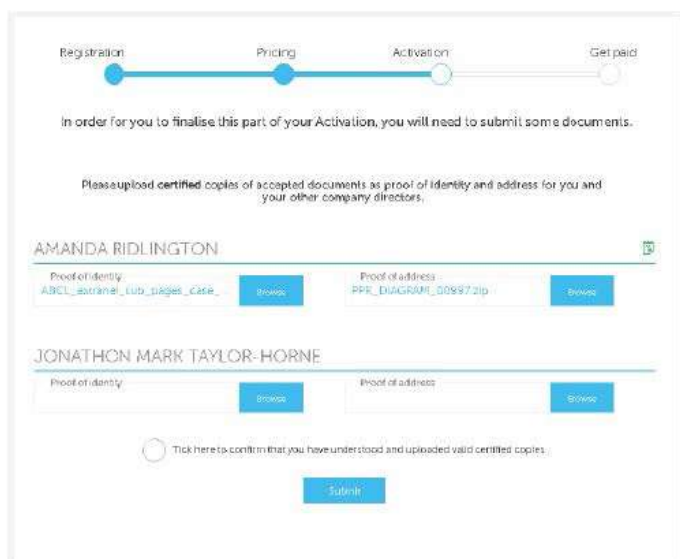 Registration Pricing Activation Get paid
In order for you to finalise this part of your Activation, you will need to submit some documents.
Please upload certified copies of accepted documents as proof of identity and address for you and
your other company directors.
AMANDA RIDLINGTON
Proof of identity Proof of address
ABCL_extranet_sub_pages_case_... Browse PPR_DIAGRAM_00997.zip Browse
JONATHON MARK TAYLOR-HORNE
Proof of identity Proof of address
Browse Browse
Tick here to confirm that you have understood and uploaded valid certified copies
Submit